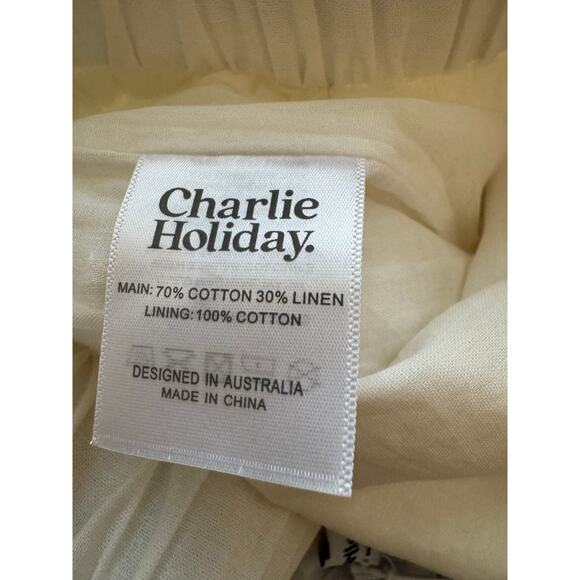 Charlie
Holiday.
MAIN: 70% COTTON 30% LINEN
LINING: 100% COTTON
DESIGNED IN AUSTRALIA
MADE IN CHINA